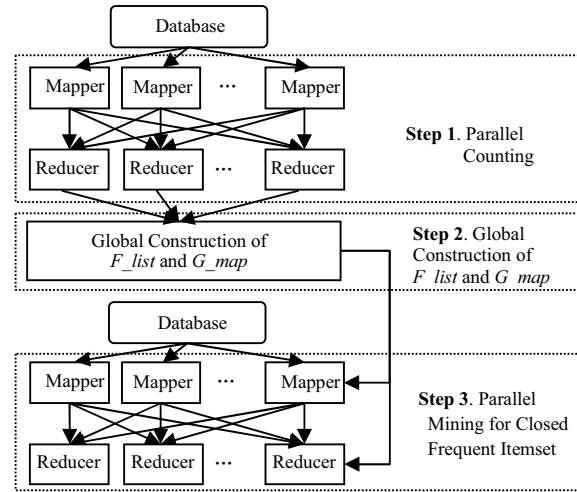 Database
Mapper Mapper ... Mapper
Step 1. Parallel
Counting
Reducer Reducer ... Reducer
Global Construction of
F_list and G_map
Step 2. Global
Construction of
F_list and G_map
Database
Mapper Mapper ... Mapper
Step 3. Parallel
Mining for Closed
Frequent Itemset
Reducer Reducer ... Reducer